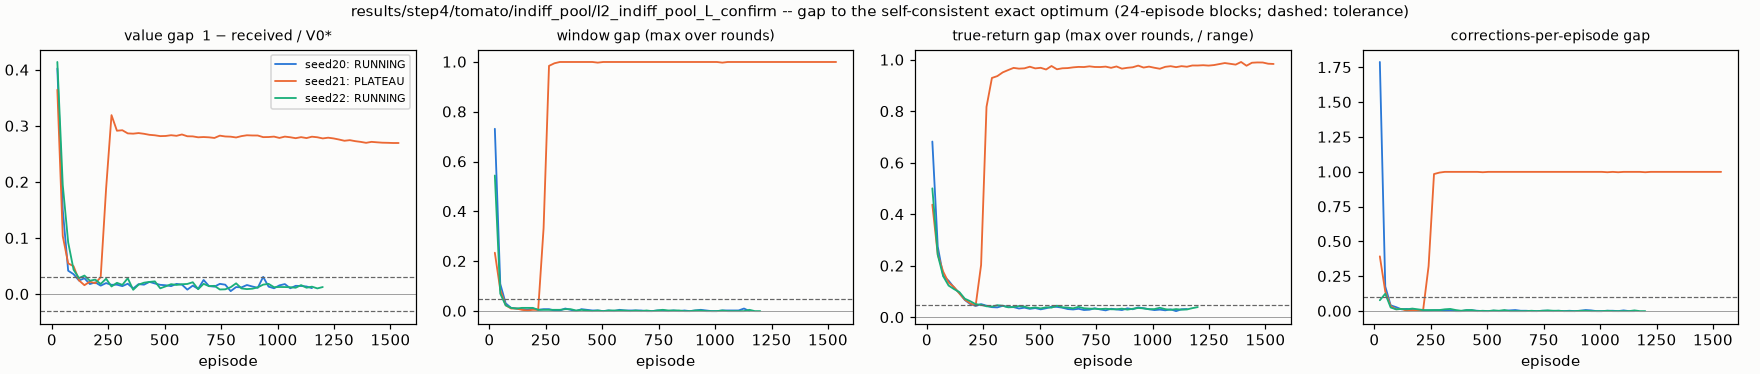 results/step4/tomato/indiff_pool/l2_indiff_pool_L_confirm -- gap to the self-consistent exact optimum (24-episode blocks; dashed: tolerance)
value gap 1 − received / V0*
0.4
0.3
0.2
0.1
0.0
0 250 500 750 1000 1250 1500
episode
seed20: RUNNING
seed21: PLATEAU
seed22: RUNNING
window gap (max over rounds)
1.0
0.8
0.6
0.4
0.2
0.0
0 250 500 750 1000 1250 1500
episode
true-return gap (max over rounds, / range)
1.0
0.8
0.6
0.4
0.2
0.0
0 250 500 750 1000 1250 1500
episode
corrections-per-episode gap
1.75
1.50
1.25
1.00
0.75
0.50
0.25
0.00
0 250 500 750 1000 1250 1500
episode